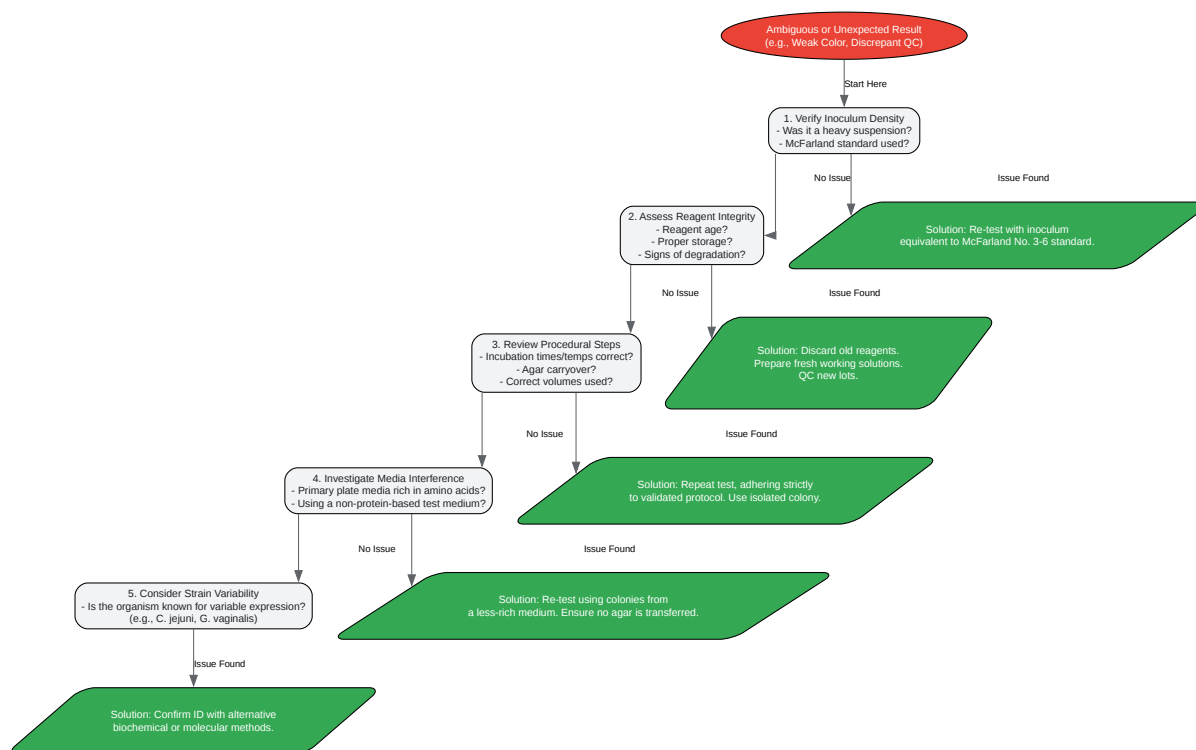 Ambiguous or Unexpected Result
(e.g., Weak Color, Discrepant QC)
Start Here
1. Verify Inoculum Density
- Was it a heavy suspension?
- McFarland standard used?
No Issue
Issue Found
2. Assess Reagent Integrity
- Reagent age?
- Proper storage?
- Signs of degradation?
Solution: Re-test with inoculum
equivalent to McFarland No. 3-6 standard.
No Issue
Issue Found
3. Review Procedural Steps
- Incubation times/temps correct?
- Agar carryover?
- Correct volumes used?
Solution: Discard old reagents.
Prepare fresh working solutions.
QC new lots.
No Issue
Issue Found
4. Investigate Media Interference
- Primary plate media rich in amino acids?
- Using a non-protein-based test medium?
Solution: Repeat test, adhering strictly
to validated protocol. Use isolated colony.
No Issue
Issue Found
5. Consider Strain Variability
- Is the organism known for variable expression?
(e.g., C. jejuni, G. vaginalis)
Solution: Re-test using colonies from
a less-rich medium. Ensure no agar is transferred.
Issue Found
Solution: Confirm ID with alternative
biochemical or molecular methods.